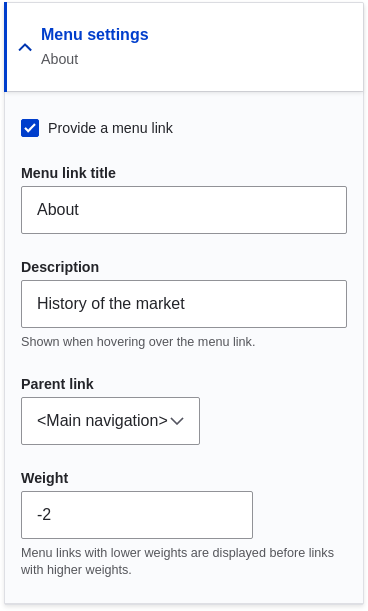 Menu settings
About
Provide a menu link
Menu link title
About
Description
History of the market
Shown when hovering over the menu link.
Parent link
<Main navigation>
Weight
-2
Menu links with lower weights are displayed before links
with higher weights.